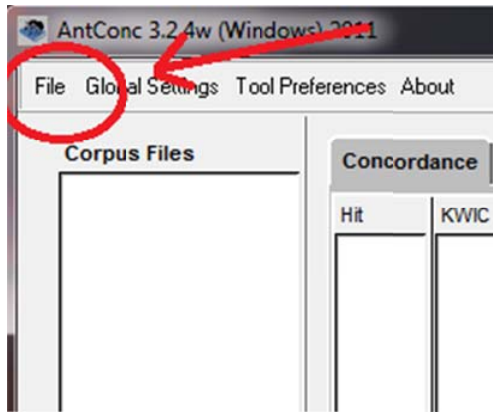 AntConc 3.2.4w (Windows) 2011
File Global Settings Tool Preferences About
Corpus Files
Concordance
Hit KWIC